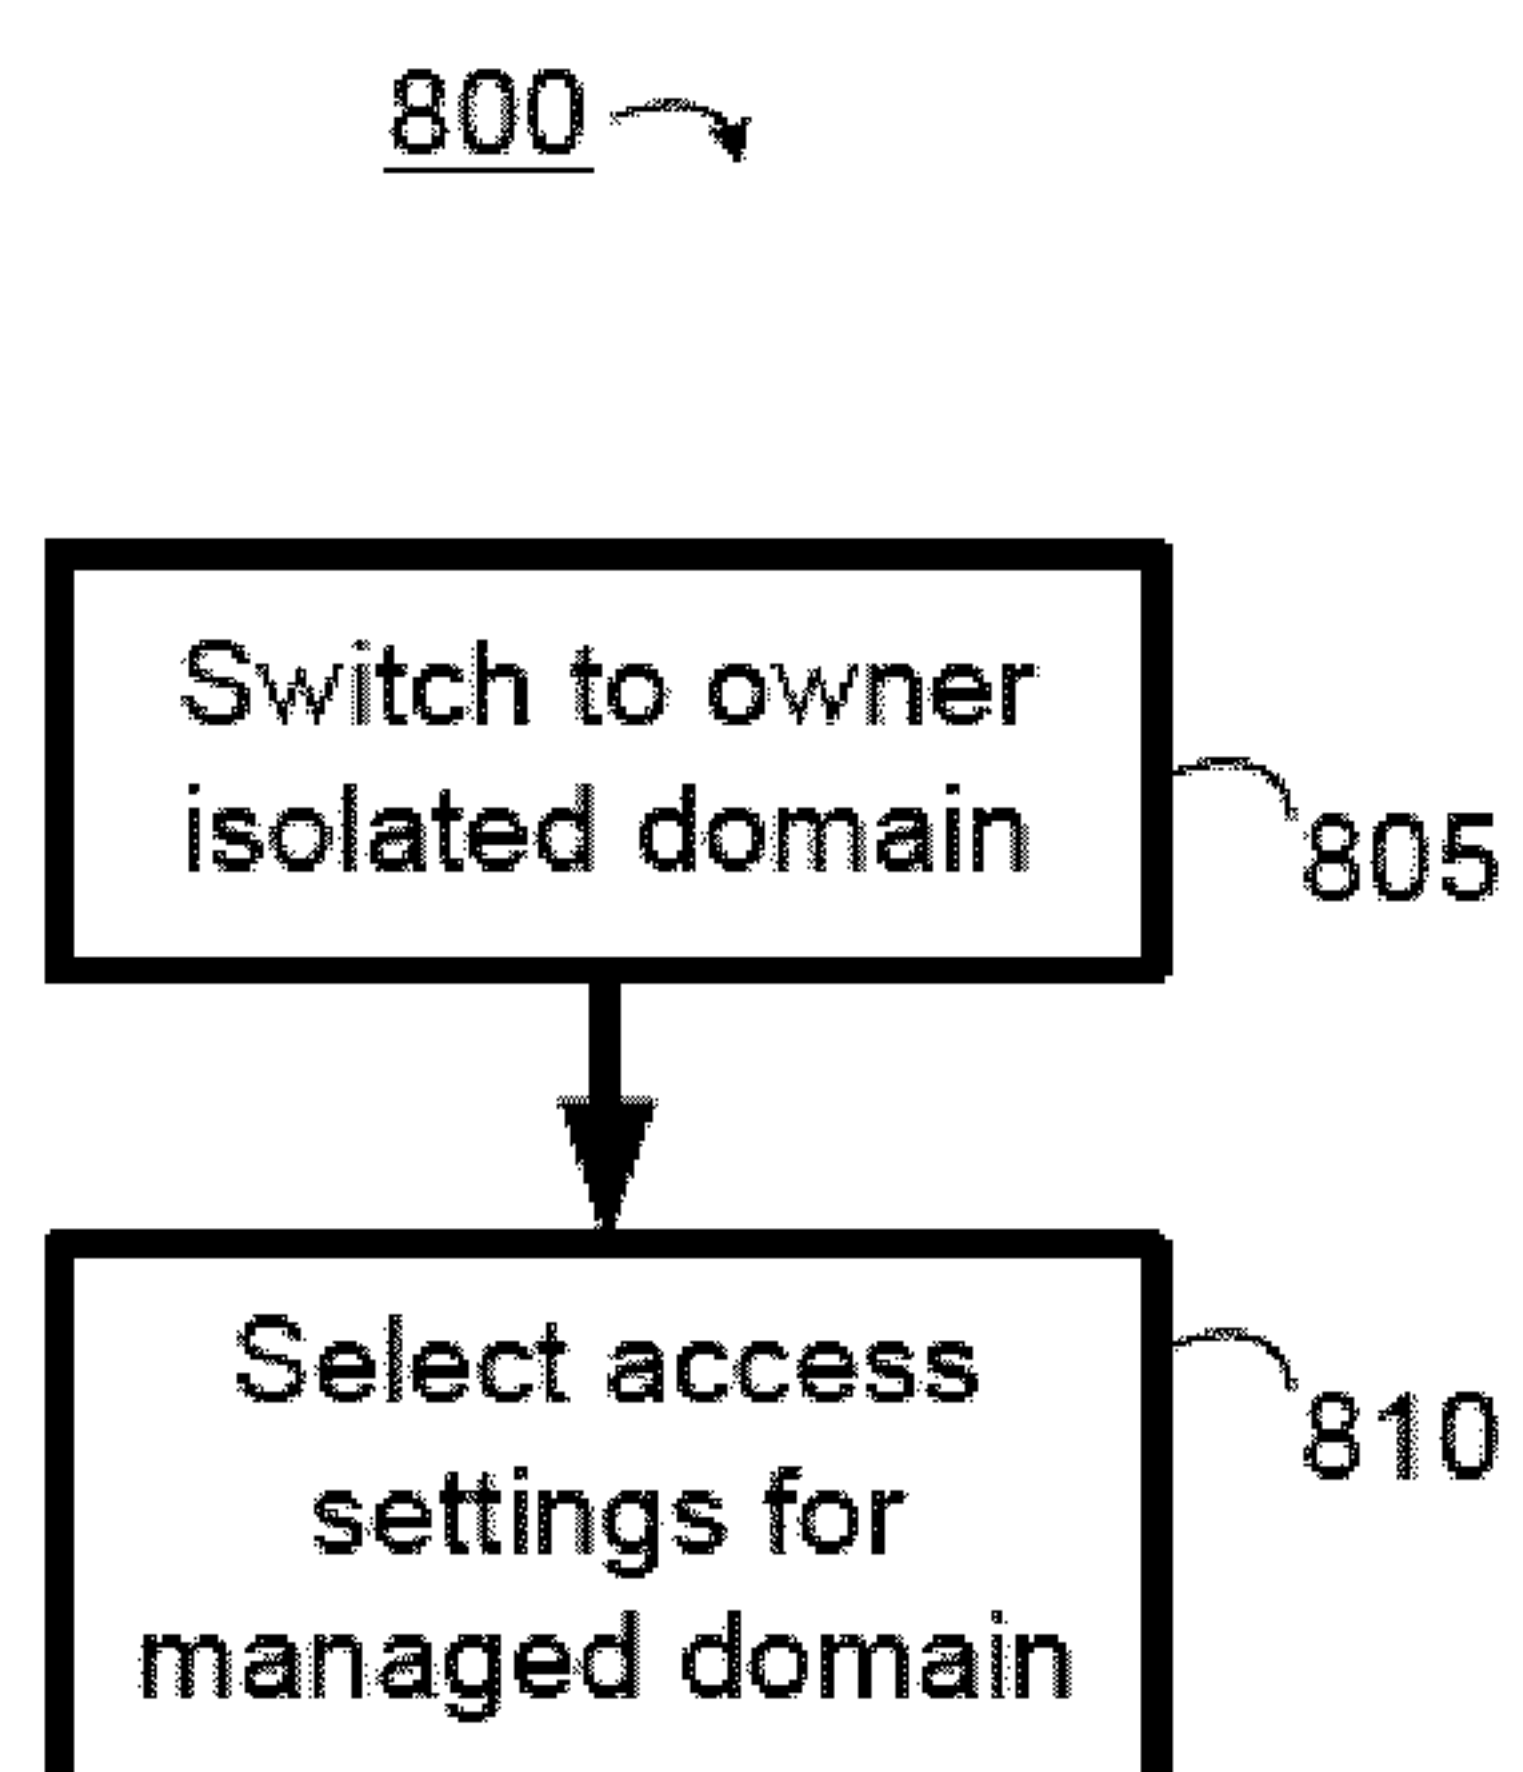 800
Switch to owner
isolated domain
805
Select access
settings for
managed domain
810